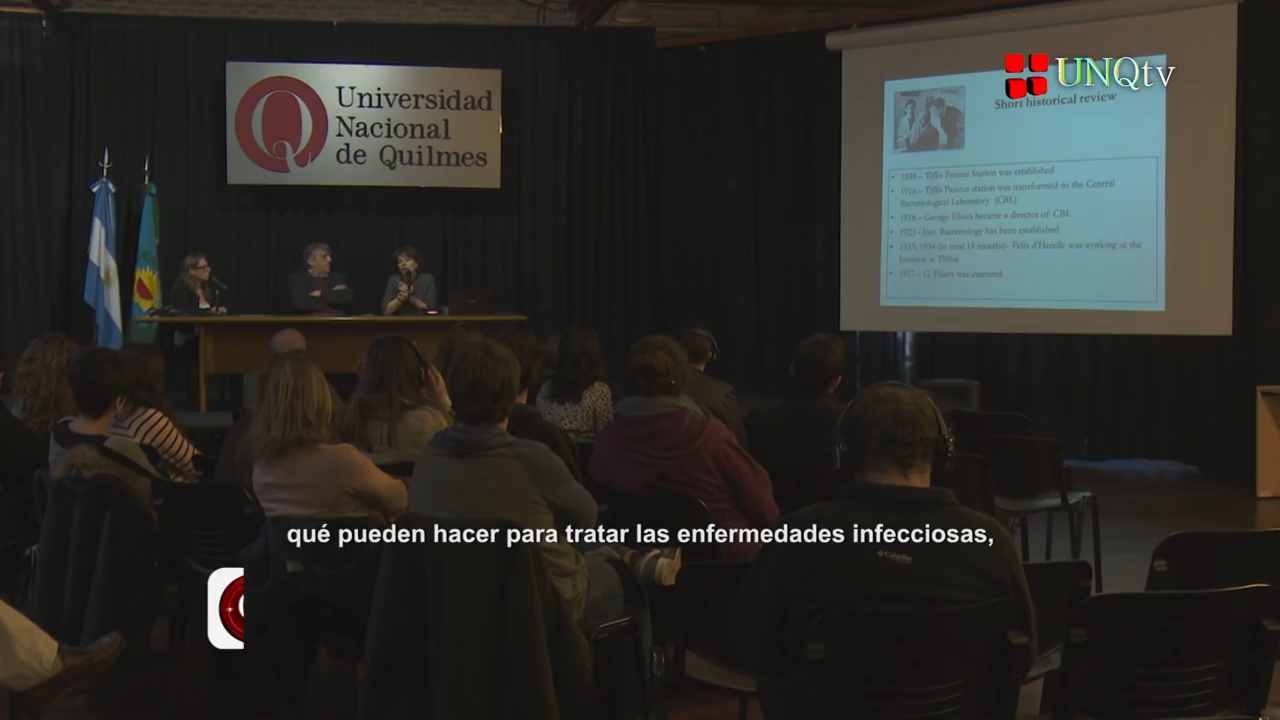 Universidad
Nacional
de Quilmes
UNQtv
Short historical review
• 1888 – Tiflis Pasteur Station was established
• 1916 – Tiflis Pasteur station was transformed to the Central
Bacteriological Laboratory (CBL)
• 1918 – George Eliava became a director of CBL
• 1923 – Inst. Bacteriology has been established
• 1933, 1934 (in total 18 months)- Felix d'Herelle was working at the
Institute in Tbilisi
• 1937 – G. Eliava was executed
qué pueden hacer para tratar las enfermedades infecciosas,
Columbia